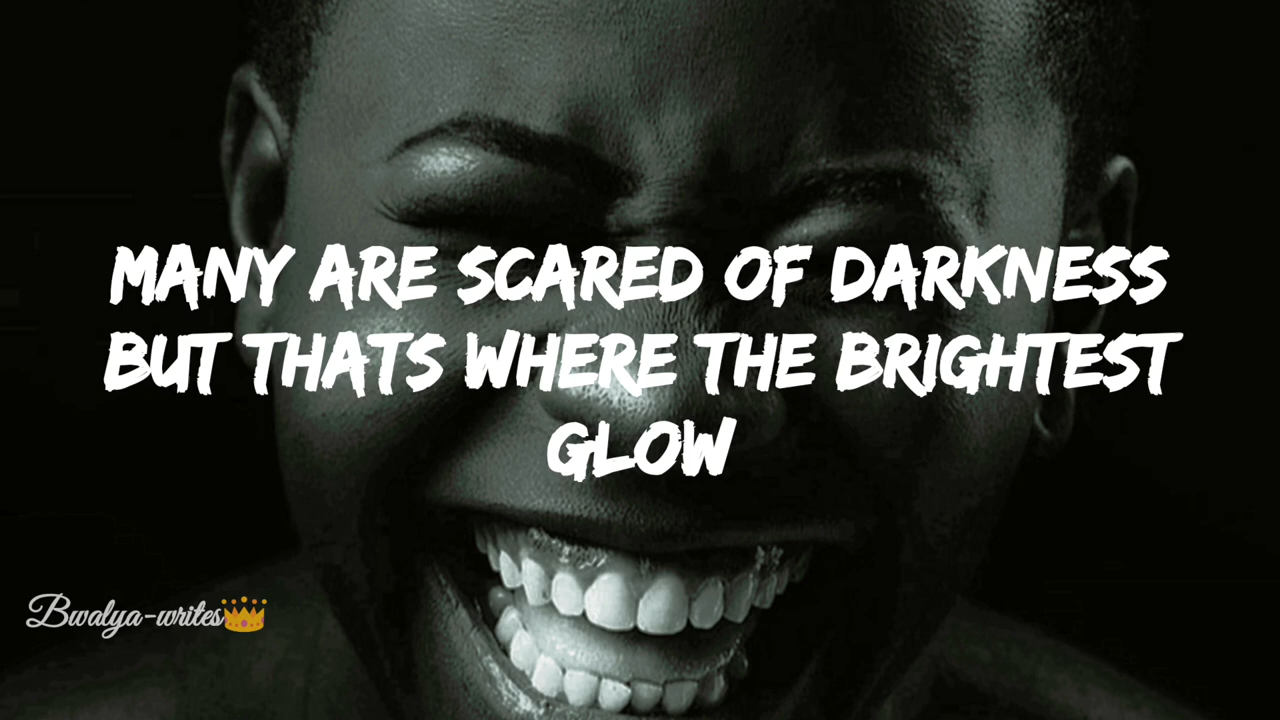 MANY ARE SCARED OF DARKNESS
BUT THATS WHERE THE BRIGHTEST
GLOW
Bwalya-writes